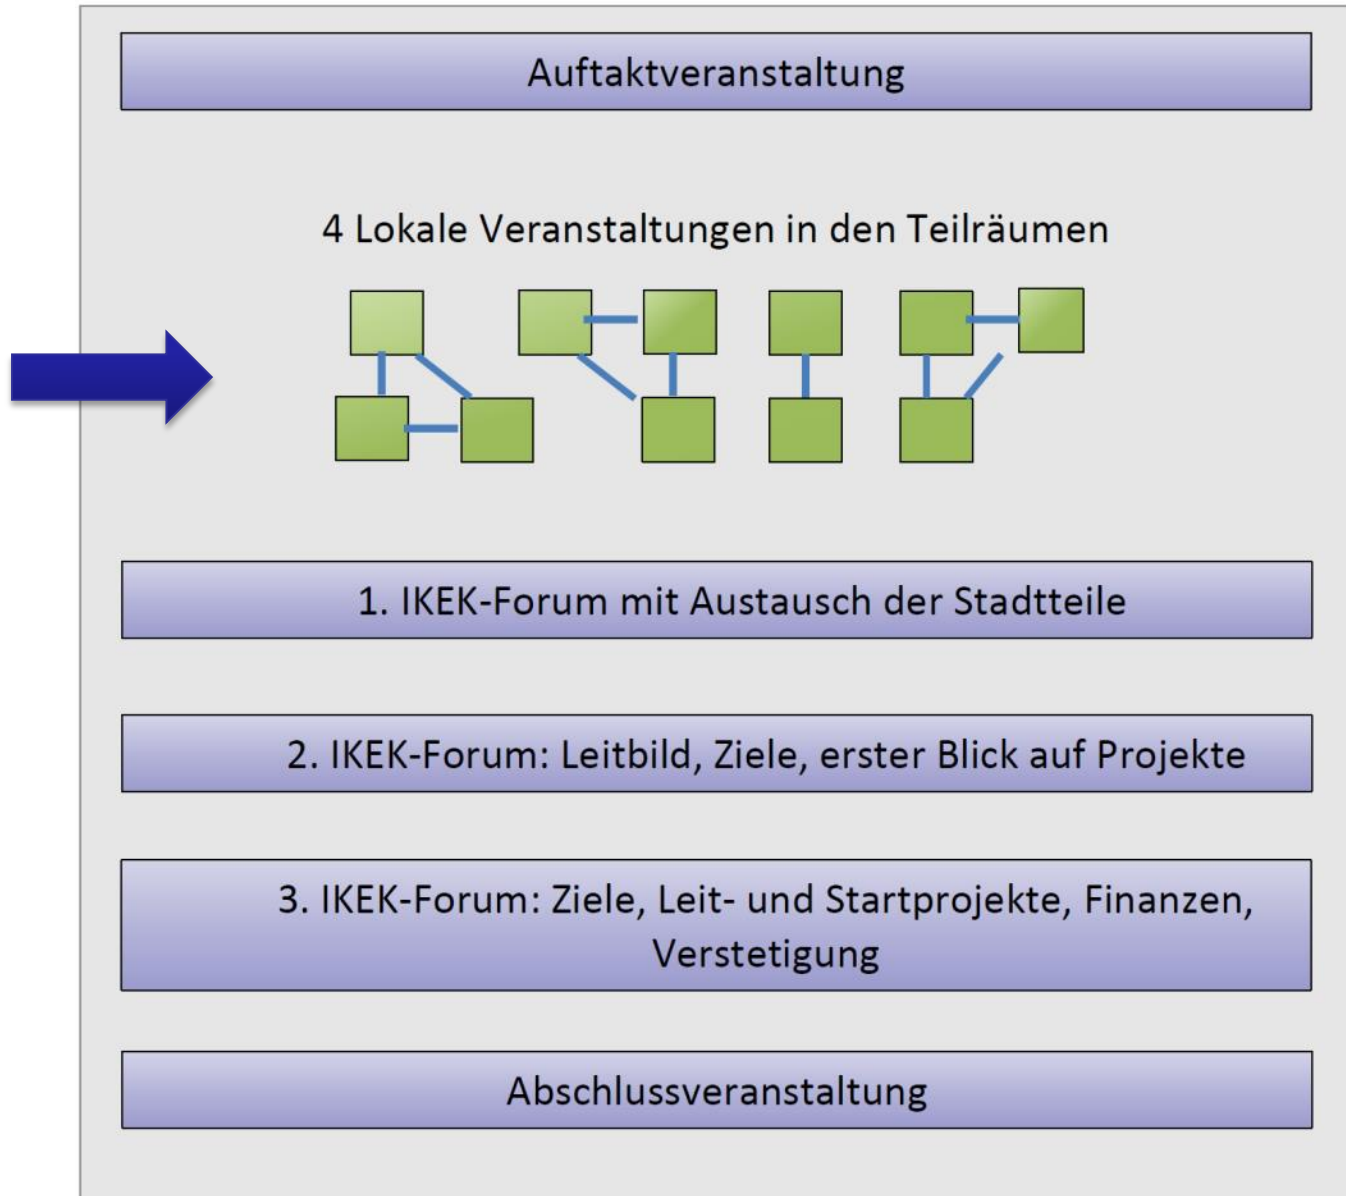 Auftaktveranstaltung
4 Lokale Veranstaltungen in den Teilräumen
1. IKEK-Forum mit Austausch der Stadtteile
2. IKEK-Forum: Leitbild, Ziele, erster Blick auf Projekte
3. IKEK-Forum: Ziele, Leit- und Startprojekte, Finanzen,
Verstetigung
Abschlussveranstaltung